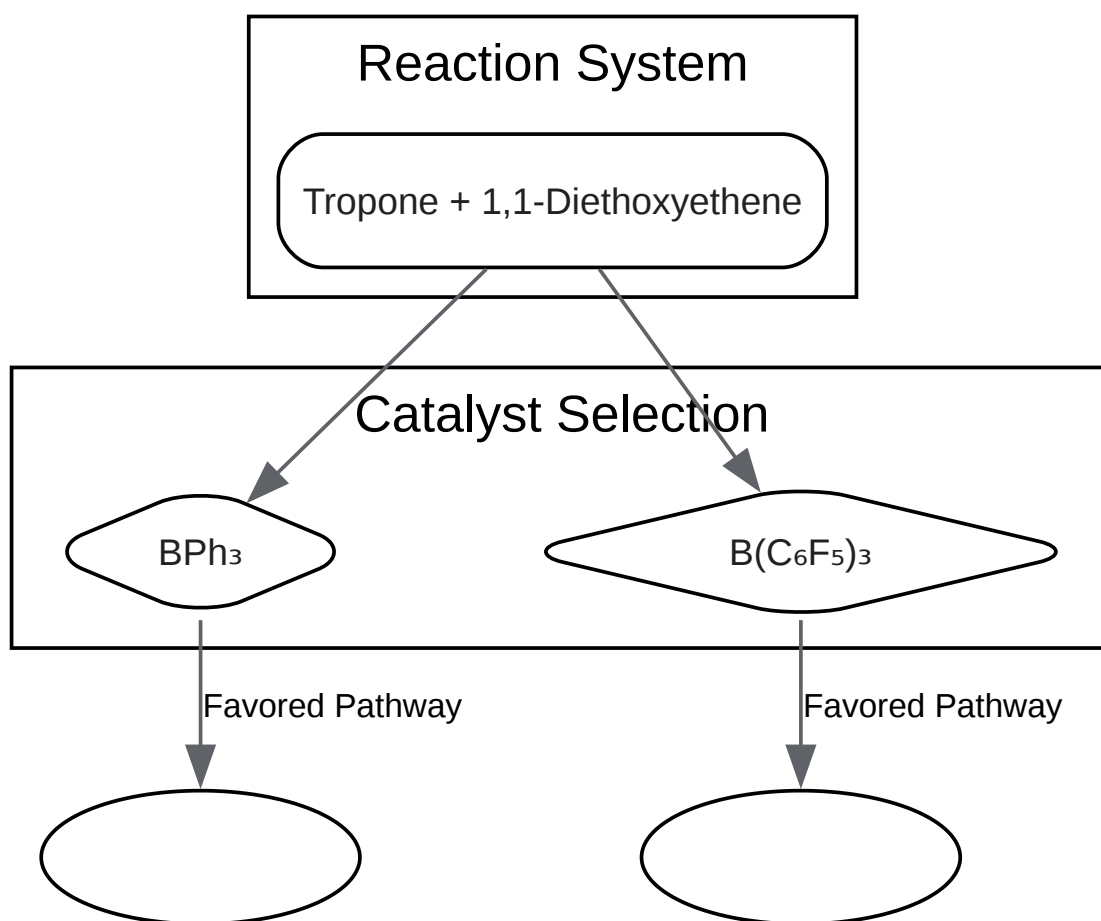 Reaction System
Tropone + 1,1-Diethoxyethene
Catalyst Selection
BPh₃
B(C₆F₅)₃
Favored Pathway
Favored Pathway